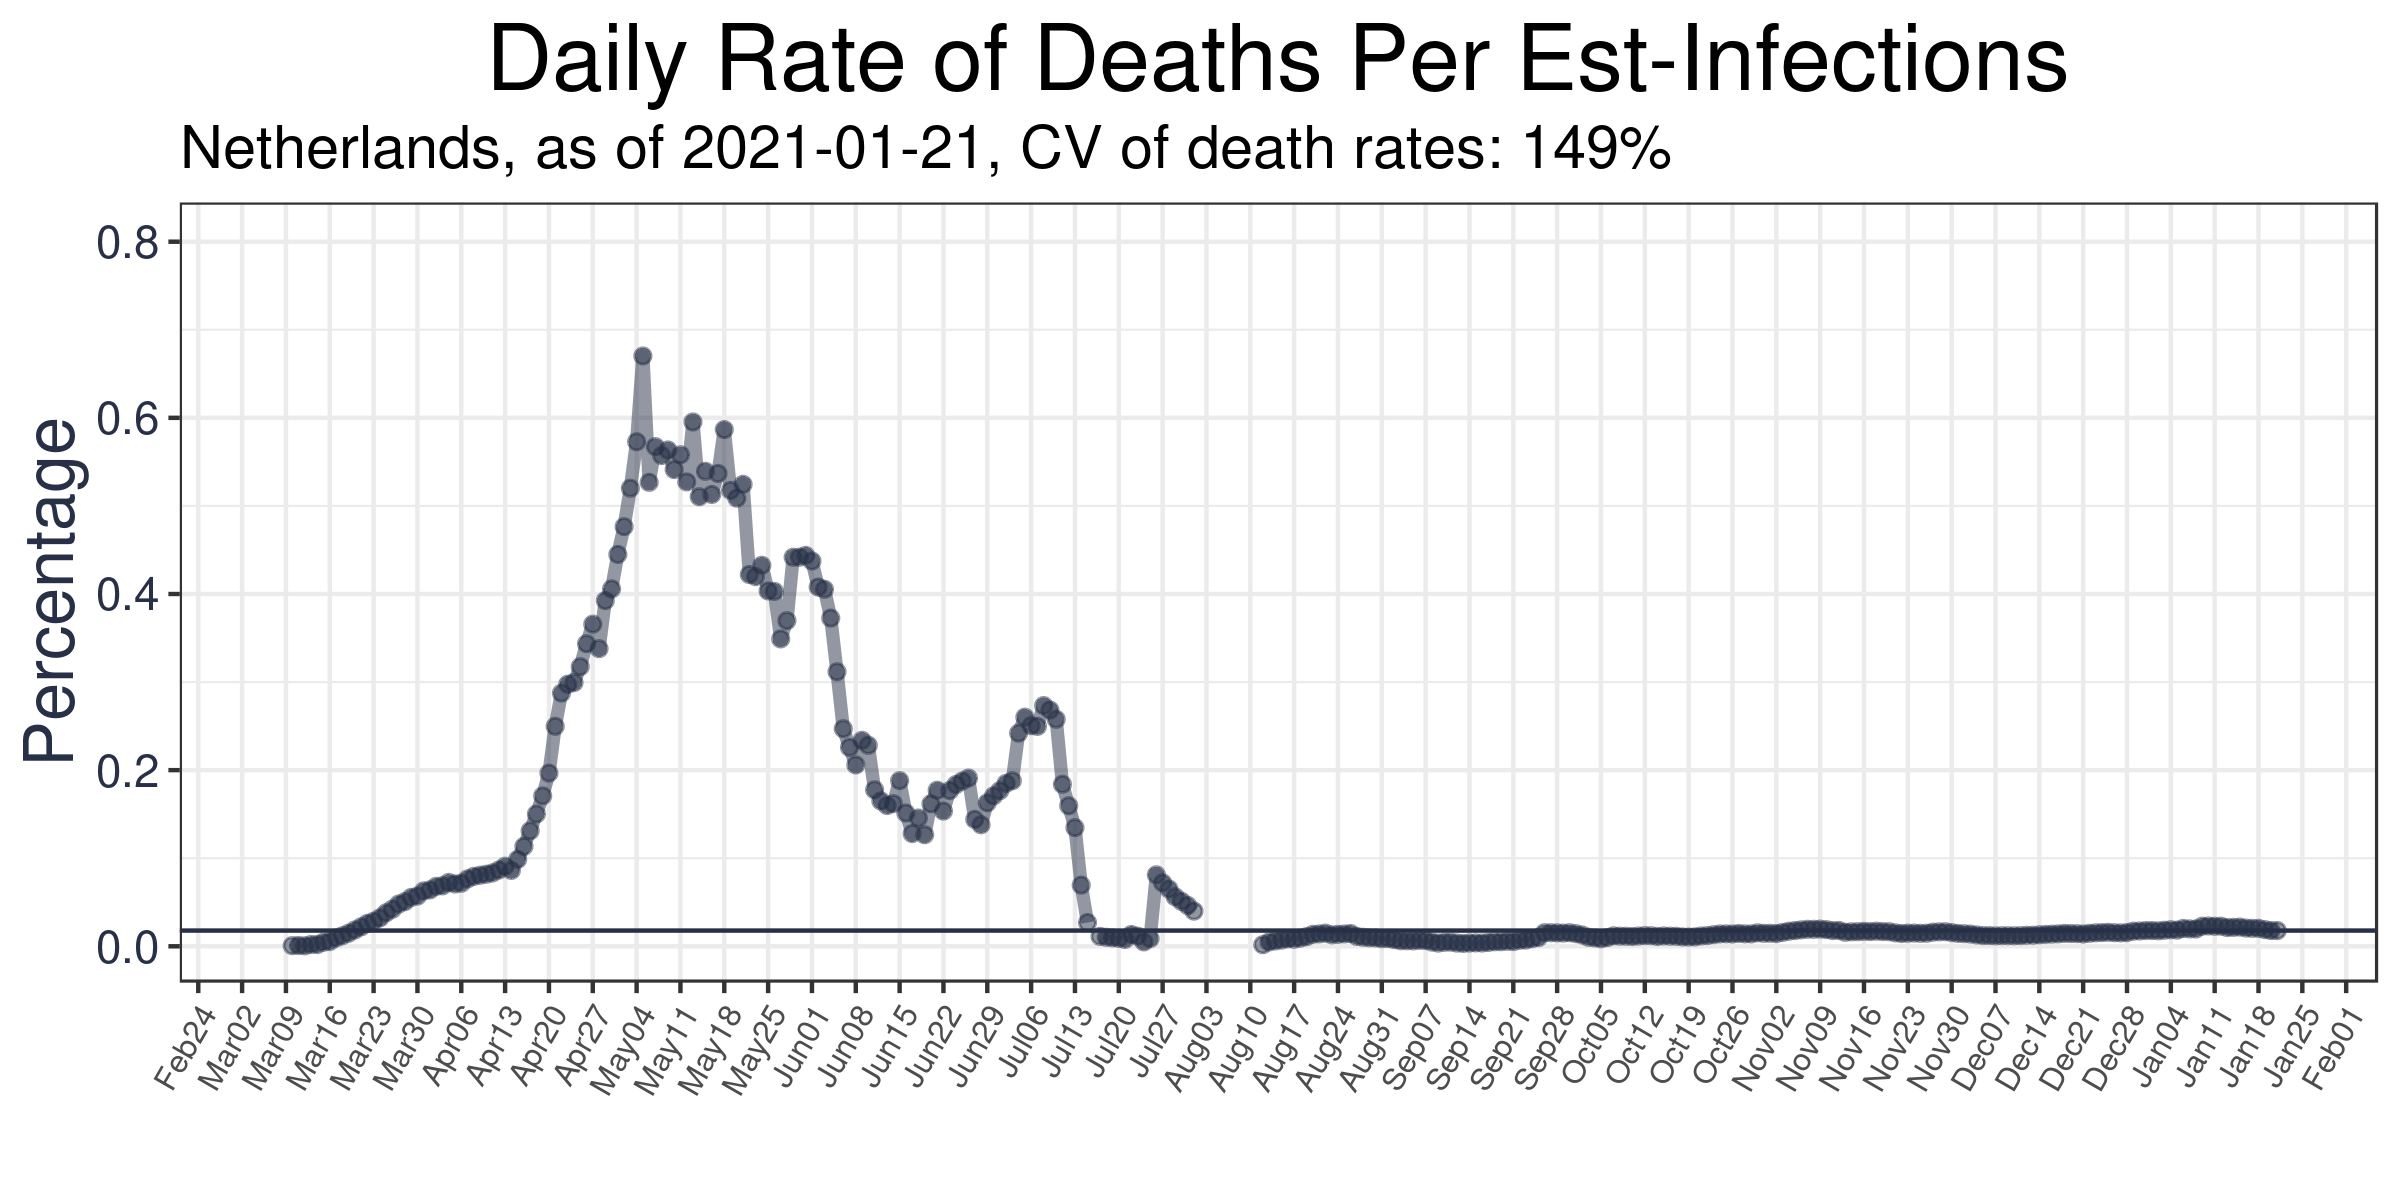 Daily Rate of Deaths Per Est-Infections
Netherlands, as of 2021-01-21, CV of death rates: 149%
Percentage
0.8
0.6
0.4
0.2
0.0
Feb24 Mar02 Mar09 Mar16 Mar23 Mar30 Apr06 Apr13 Apr20 Apr27 May04 May11 May18 May25 Jun01 Jun08 Jun15 Jun22 Jun29 Jul06 Jul13 Jul20 Jul27 Aug03 Aug10 Aug17 Aug24 Aug31 Sep07 Sep14 Sep21 Sep28 Oct05 Oct12 Oct19 Oct26 Nov02 Nov09 Nov16 Nov23 Nov30 Dec07 Dec14 Dec21 Dec28 Jan04 Jan11 Jan18 Jan25 Feb01